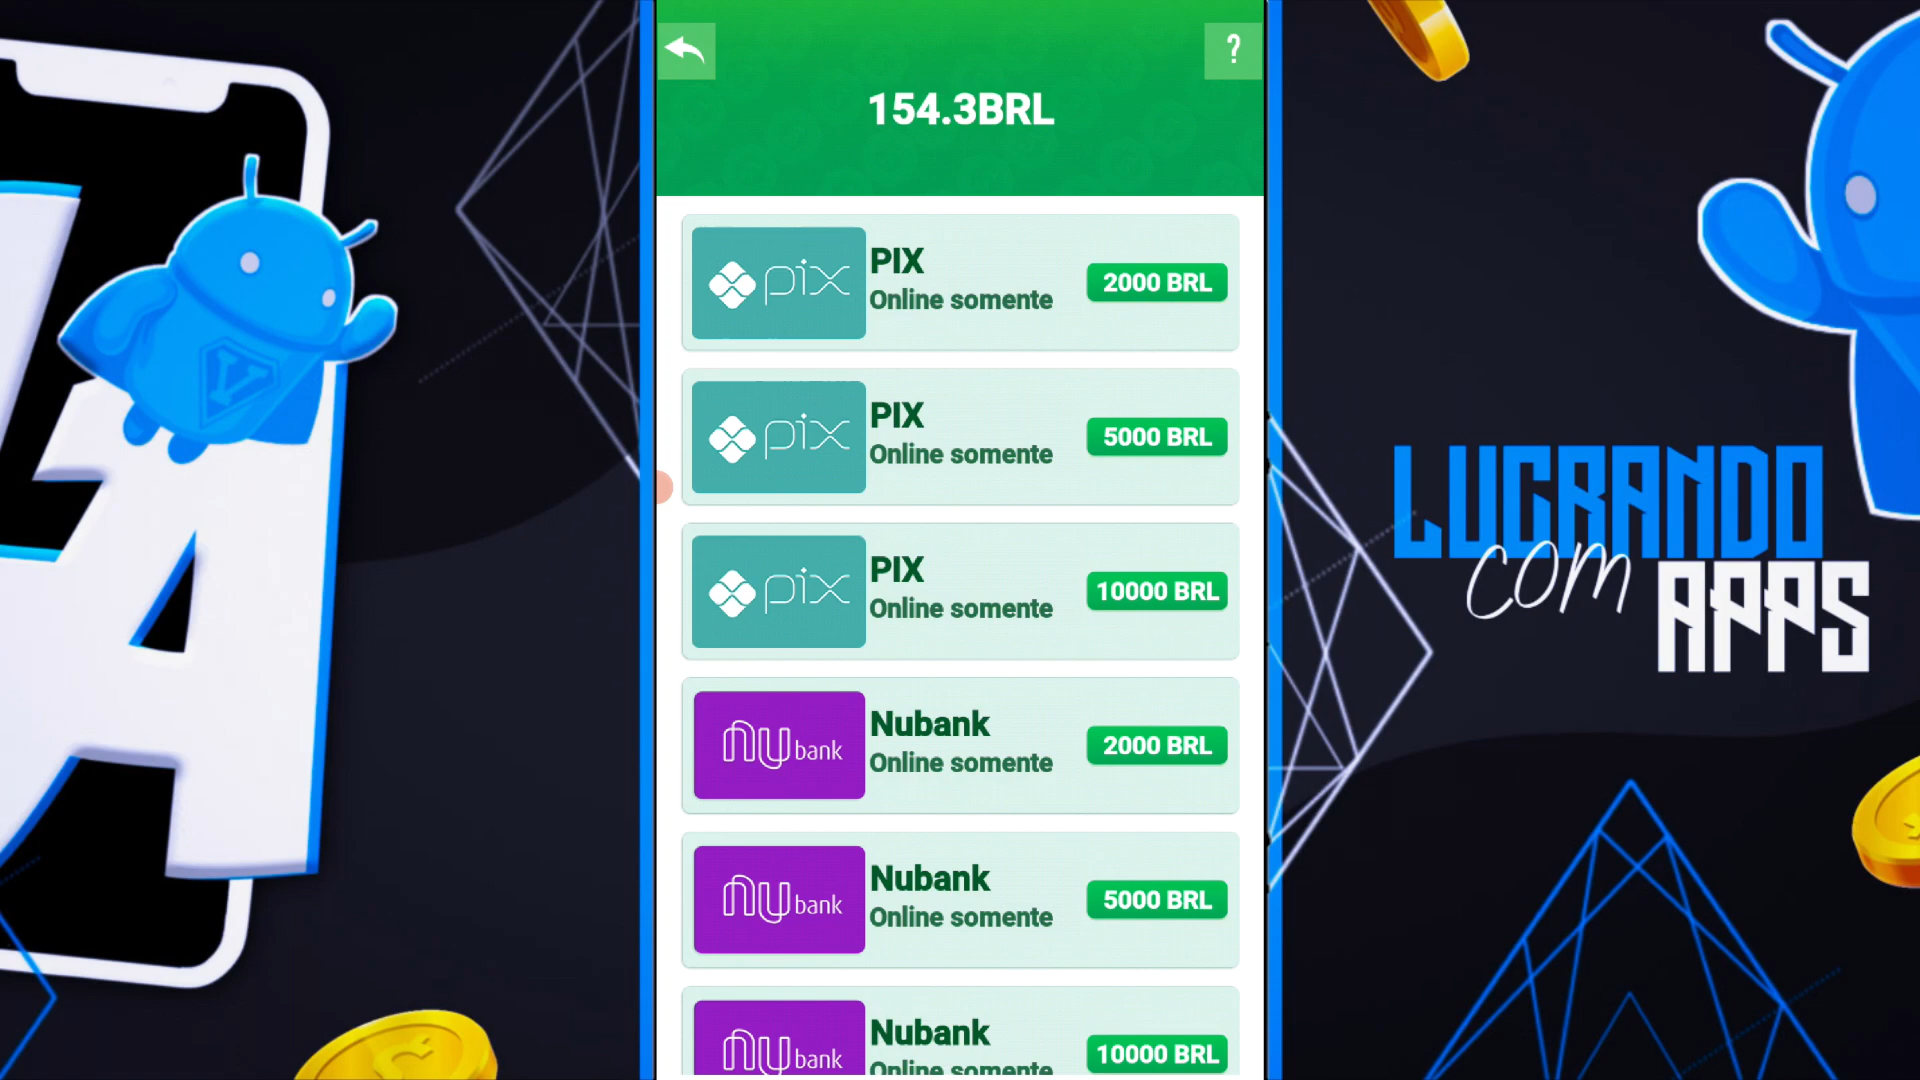 ?
154.3BRL
pix
PIX
Online somente
2000 BRL
pix
PIX
Online somente
5000 BRL
pix
PIX
Online somente
10000 BRL
nu bank
Nubank
Online somente
2000 BRL
nu bank
Nubank
Online somente
5000 BRL
nu bank
Nubank
Online somente
10000 BRL
LUCRANDO
com
APPS
V
A